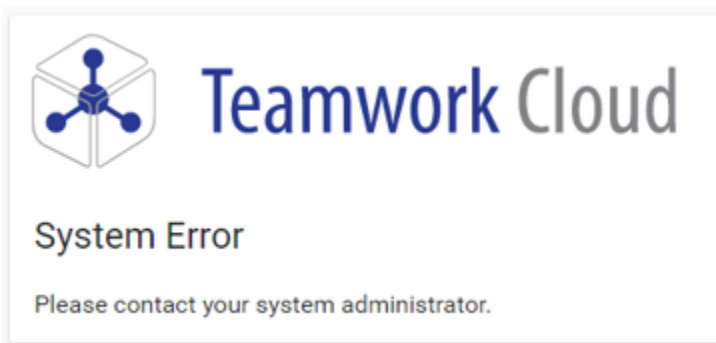 Teamwork Cloud
System Error
Please contact your system administrator.